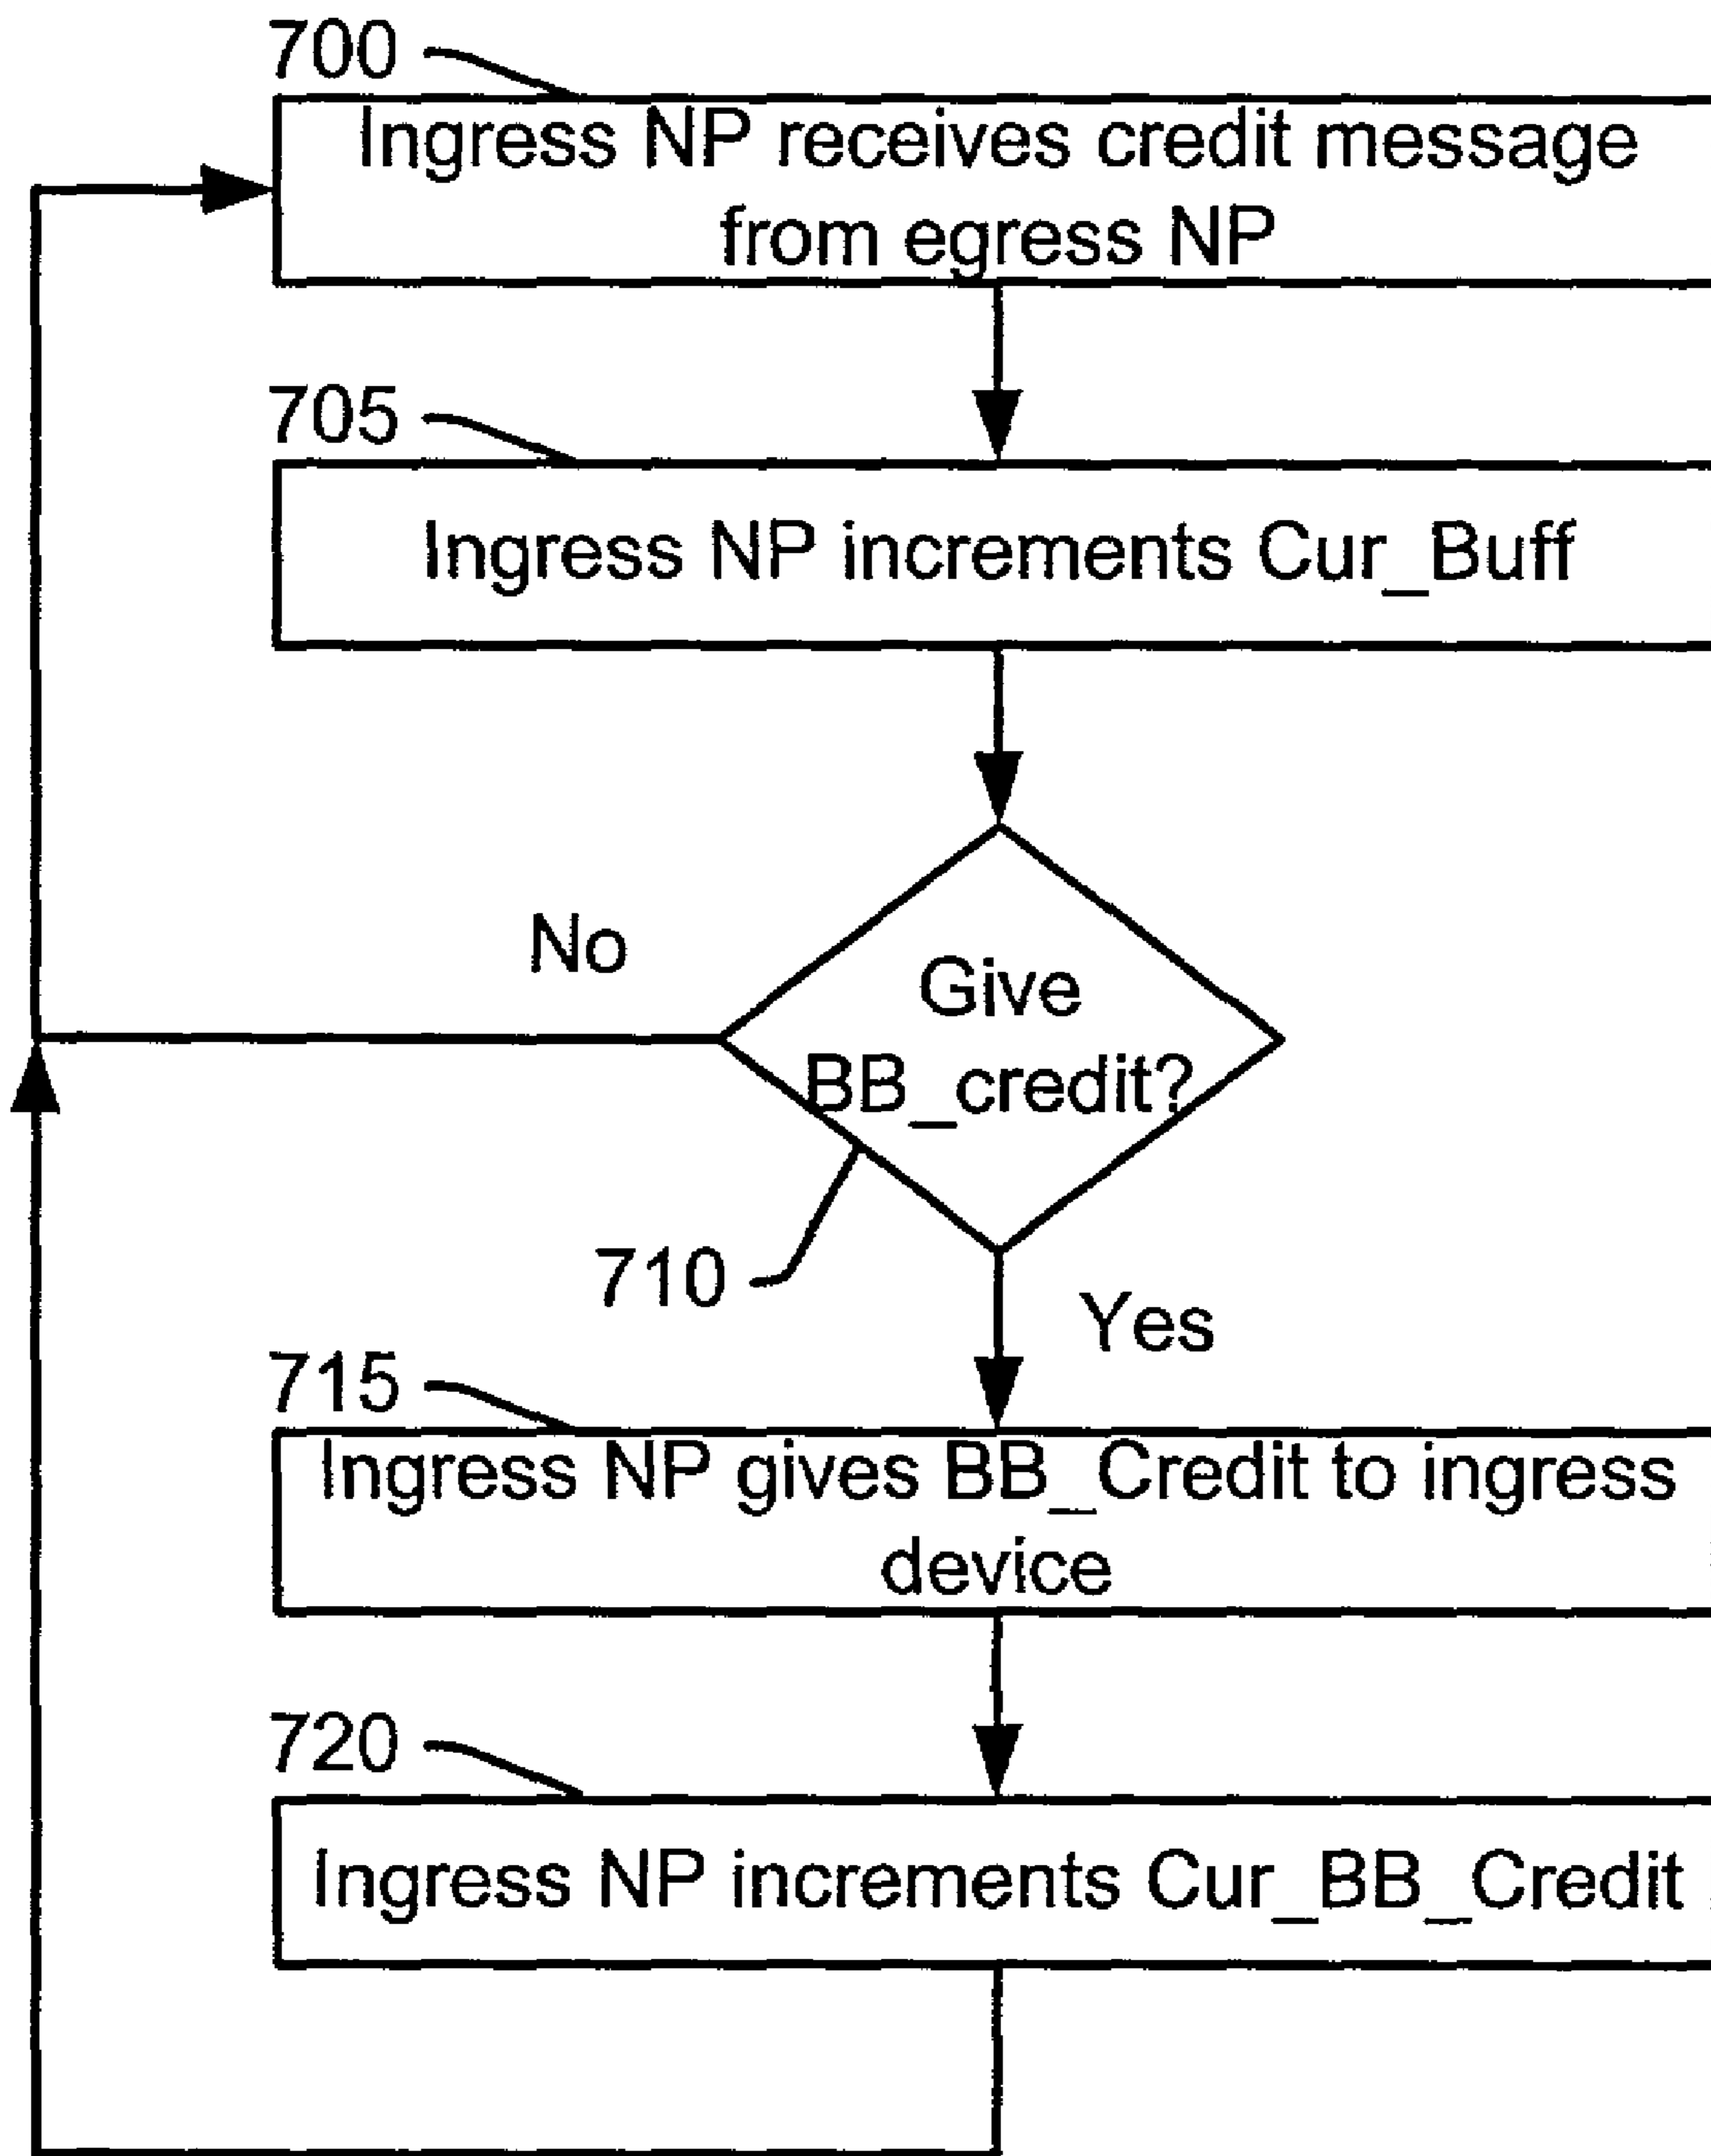 700
Ingress NP receives credit message
from egress NP
705
Ingress NP increments Cur_Buff
No
Give
BB_credit?
710
Yes
715
Ingress NP gives BB_Credit to ingress
device
720
Ingress NP increments Cur_BB_Credit